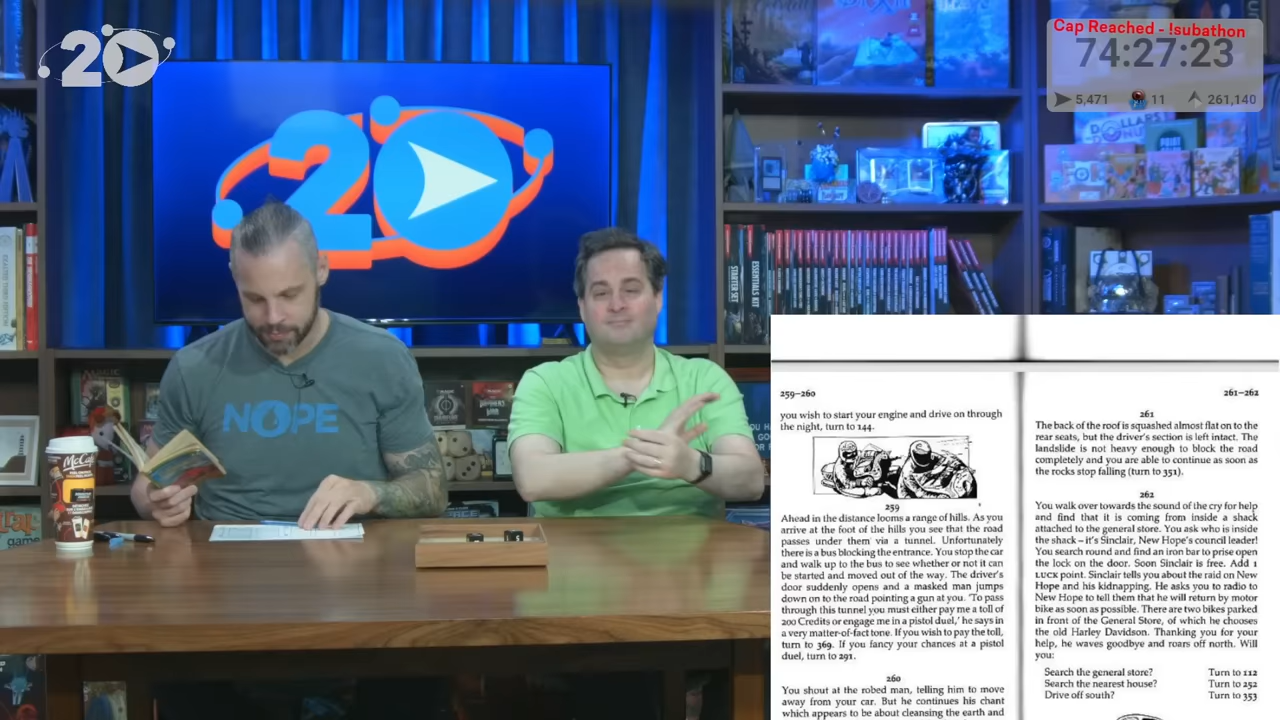 20
Cap Reached - !subathon
74:27:23
5,471
11
261,140
20
NOPE
McCafé
STARTER SET
ESSENTIALS KIT
DOLLARS
game
259–260
you wish to start your engine and drive on through
the night, turn to 144.
259
Ahead in the distance looms a range of hills. As you
arrive at the foot of the hills you see that the road
passes under them via a tunnel. Unfortunately
there is a bus blocking the entrance. You stop the car
and walk up to the bus to see whether or not it can
be started and moved out of the way. The driver's
door suddenly opens and a masked man jumps
down on to the road pointing a gun at you. 'To pass
through this tunnel you must either pay me a toll of
200 Credits or engage me in a pistol duel,' he says in
a very matter-of-fact tone. If you wish to pay the toll,
turn to 369. If you fancy your chances at a pistol
duel, turn to 291.
260
You shout at the robed man, telling him to move
away from your car. But he continues his chant
which appears to be about cleansing the earth and
261–262
261
The back of the roof is squashed almost flat on to the
rear seats, but the driver's section is left intact. The
landslide is not heavy enough to block the road
completely and you are able to continue as soon as
the rocks stop falling (turn to 351).
262
You walk over towards the sound of the cry for help
and find that it is coming from inside a shack
attached to the general store. You ask who is inside
the shack – it's Sinclair, New Hope's council leader!
You search round and find an iron bar to prise open
the lock on the door. Soon Sinclair is free. Add 1
LUCK point. Sinclair tells you about the raid on New
Hope and his kidnapping. He asks you to radio to
New Hope to tell them that he will return by motor
bike as soon as possible. There are two bikes parked
in front of the General Store, of which he chooses
the old Harley Davidson. Thanking you for your
help, he waves goodbye and roars off north. Will
you:
Search the general store? Turn to 112
Search the nearest house? Turn to 252
Drive off south? Turn to 353